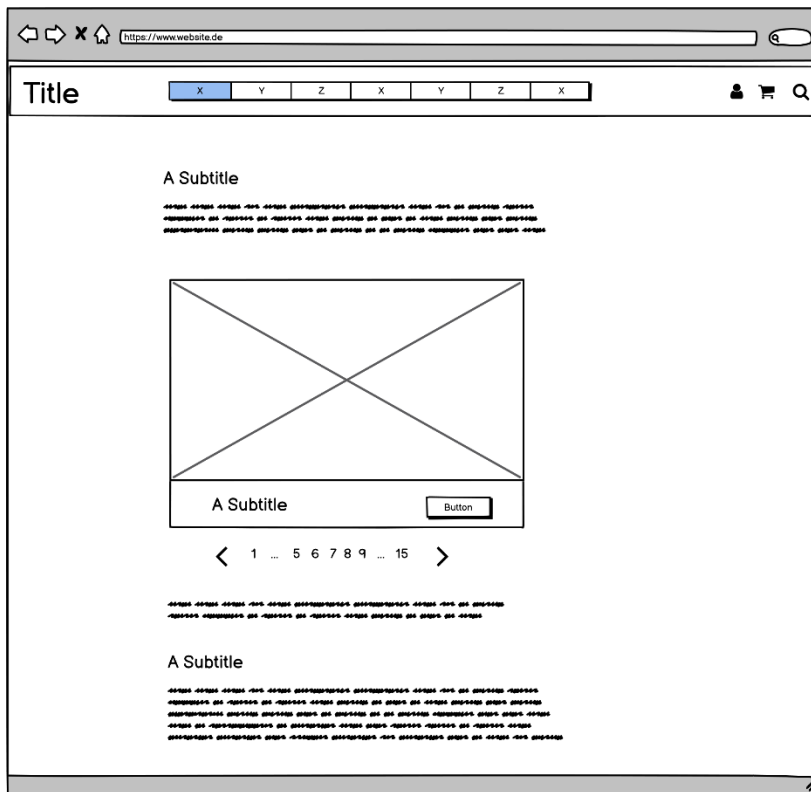 https://www.website.de
Title X Y Z X Y Z X
A Subtitle
A Subtitle Button
1 ... 5 6 7 8 9 ... 15
A Subtitle